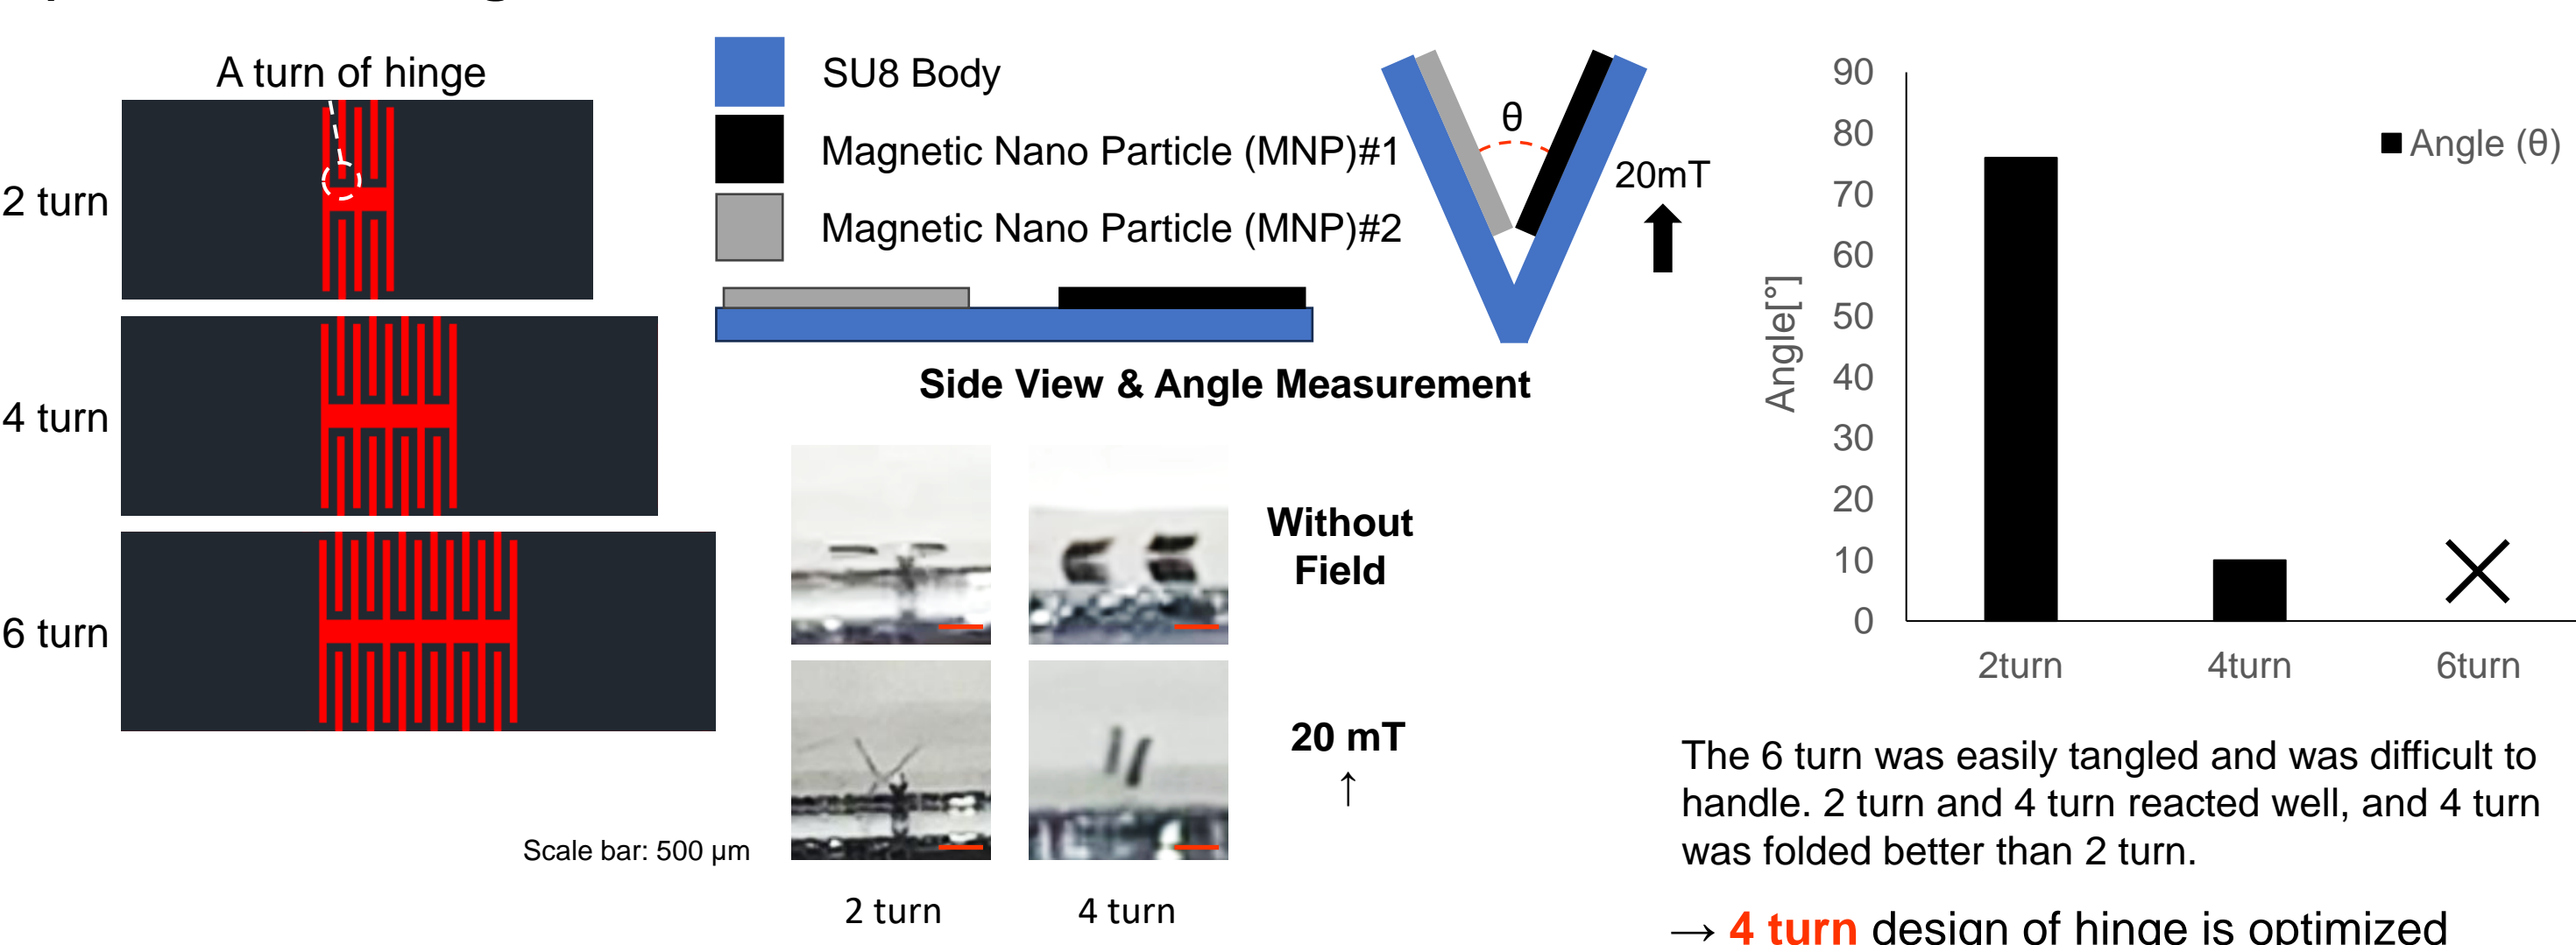 A turn of hinge
2 turn
4 turn
6 turn
SU8 Body
Magnetic Nano Particle (MNP)#1
Magnetic Nano Particle (MNP)#2
θ
20mT
Side View & Angle Measurement
Without
Field
20 mT
↑
Scale bar: 500 μm
2 turn
4 turn
90
80
70
60
50
40
30
20
10
0
Angle[°]
Angle (θ)
2turn
4turn
6turn
The 6 turn was easily tangled and was difficult to
handle. 2 turn and 4 turn reacted well, and 4 turn
was folded better than 2 turn.
→ 4 turn design of hinge is optimized